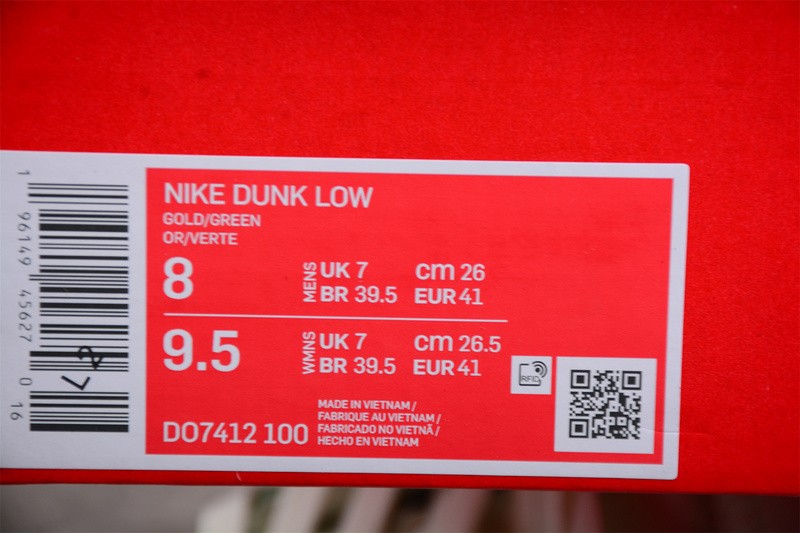 NIKE DUNK LOW
GOLD/GREEN
OR/VERTE
8
MENS
UK 7 cm 26
BR 39.5 EUR 41
9.5
WMNS
UK 7 cm 26.5
BR 39.5 EUR 41
RFID
DO7412 100
MADE IN VIETNAM /
FABRIQUE AU VIETNAM /
FABRICADO NO VIETNÃ /
HECHO EN VIETNAM
1 96149 45627 0 16